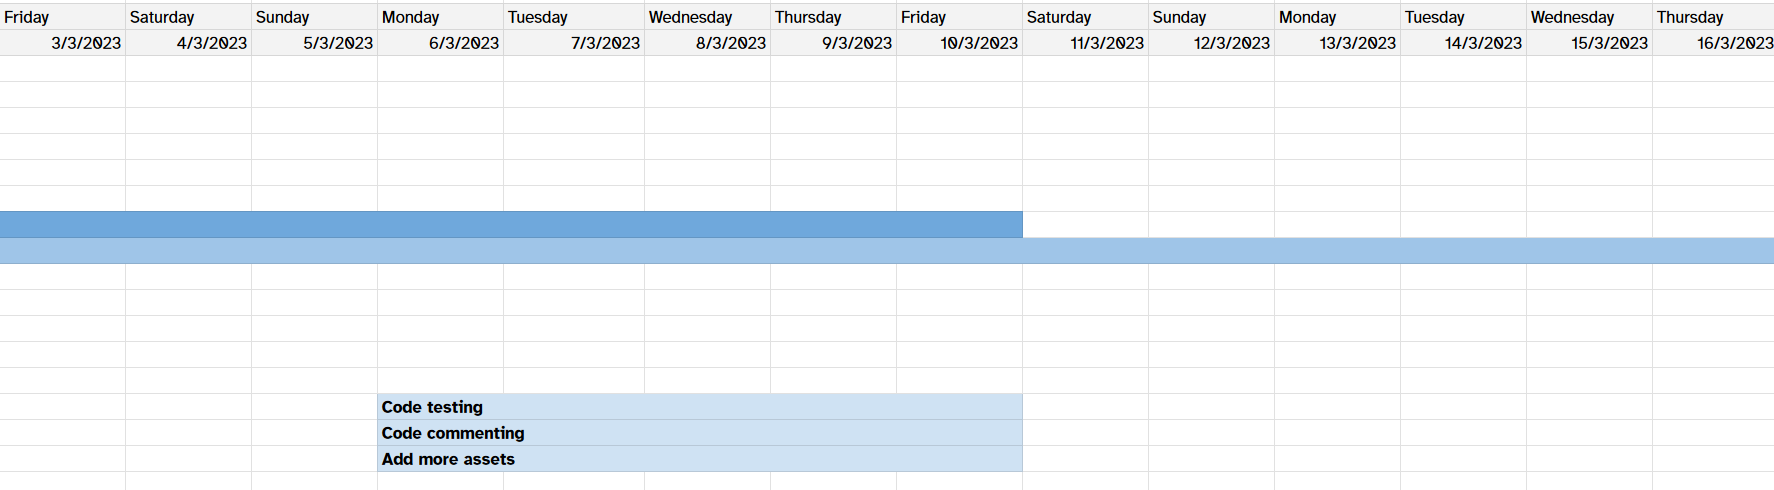 Friday Saturday Sunday Monday Tuesday Wednesday Thursday Friday Saturday Sunday Monday Tuesday Wednesday Thursday
3/3/2023 4/3/2023 5/3/2023 6/3/2023 7/3/2023 8/3/2023 9/3/2023 10/3/2023 11/3/2023 12/3/2023 13/3/2023 14/3/2023 15/3/2023 16/3/2023
Code testing
Code commenting
Add more assets